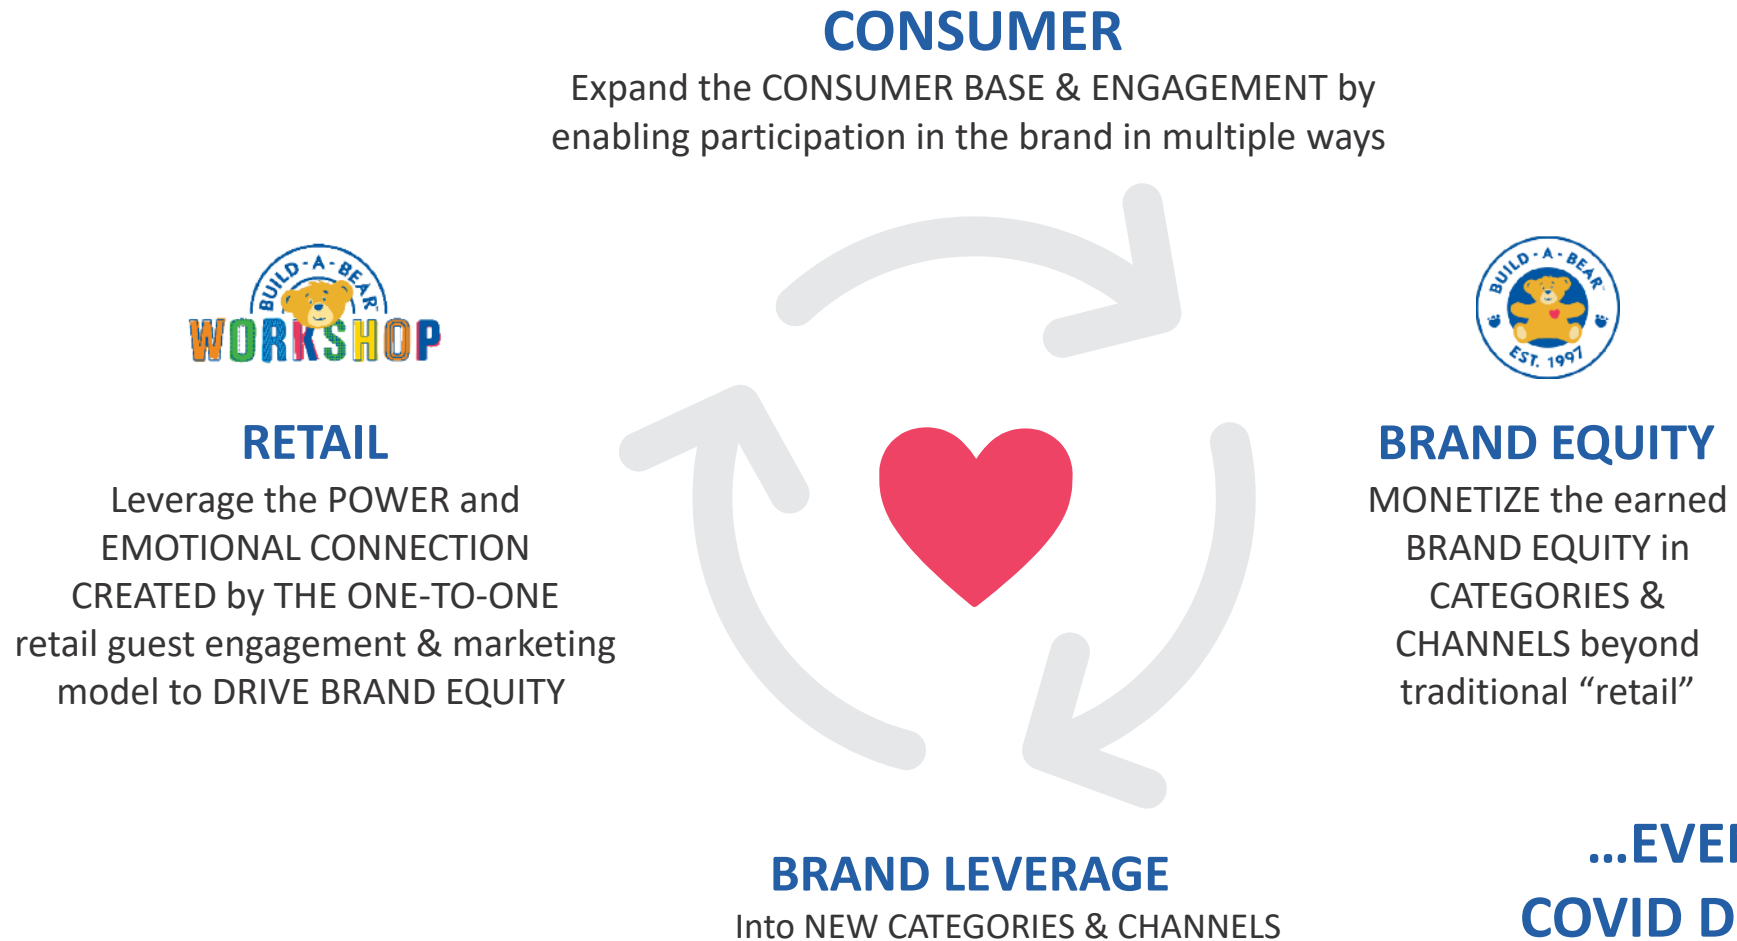 CONSUMER
Expand the CONSUMER BASE & ENGAGEMENT by
enabling participation in the brand in multiple ways
BUILD-A-BEAR
WORKSHOP
RETAIL
Leverage the POWER and
EMOTIONAL CONNECTION
CREATED by THE ONE-TO-ONE
retail guest engagement & marketing
model to DRIVE BRAND EQUITY
BUILD-A-BEAR
EST. 1997
BRAND EQUITY
MONETIZE the earned
BRAND EQUITY in
CATEGORIES &
CHANNELS beyond
traditional “retail”
BRAND LEVERAGE
Into NEW CATEGORIES & CHANNELS
COVID